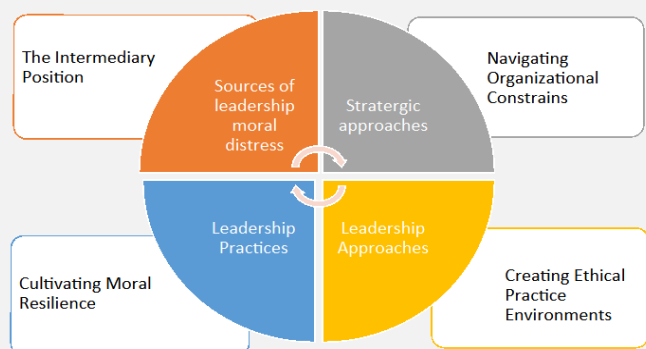 The Intermediary
Position
Sources of
leadership
moral
distress
Stratergic
approaches
Navigating
Organizational
Constrains
Cultivating Moral
Resilience
Leadership
Practices
Leadership
Approaches
Creating Ethical
Practice
Environments